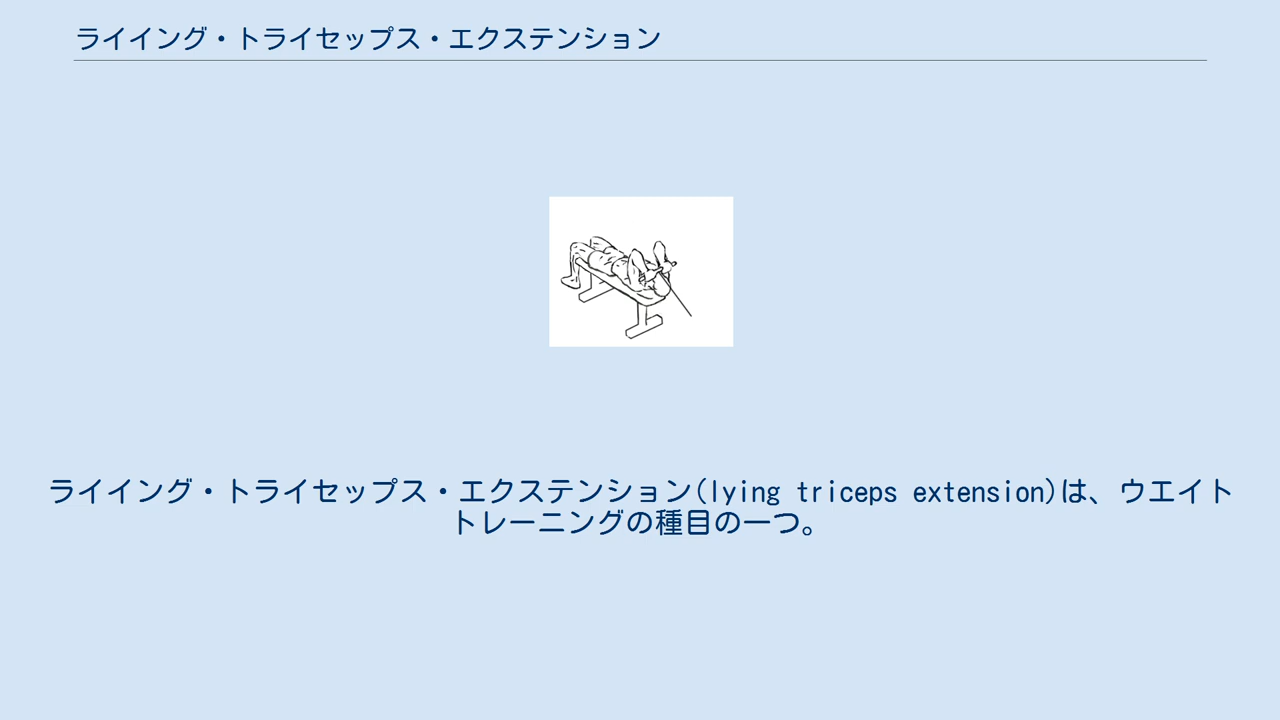 ライイング・トライセップス・エクステンション
ライイング・トライセップス・エクステンション(lying triceps extension)は、ウエイト
トレーニングの種目の一つ。